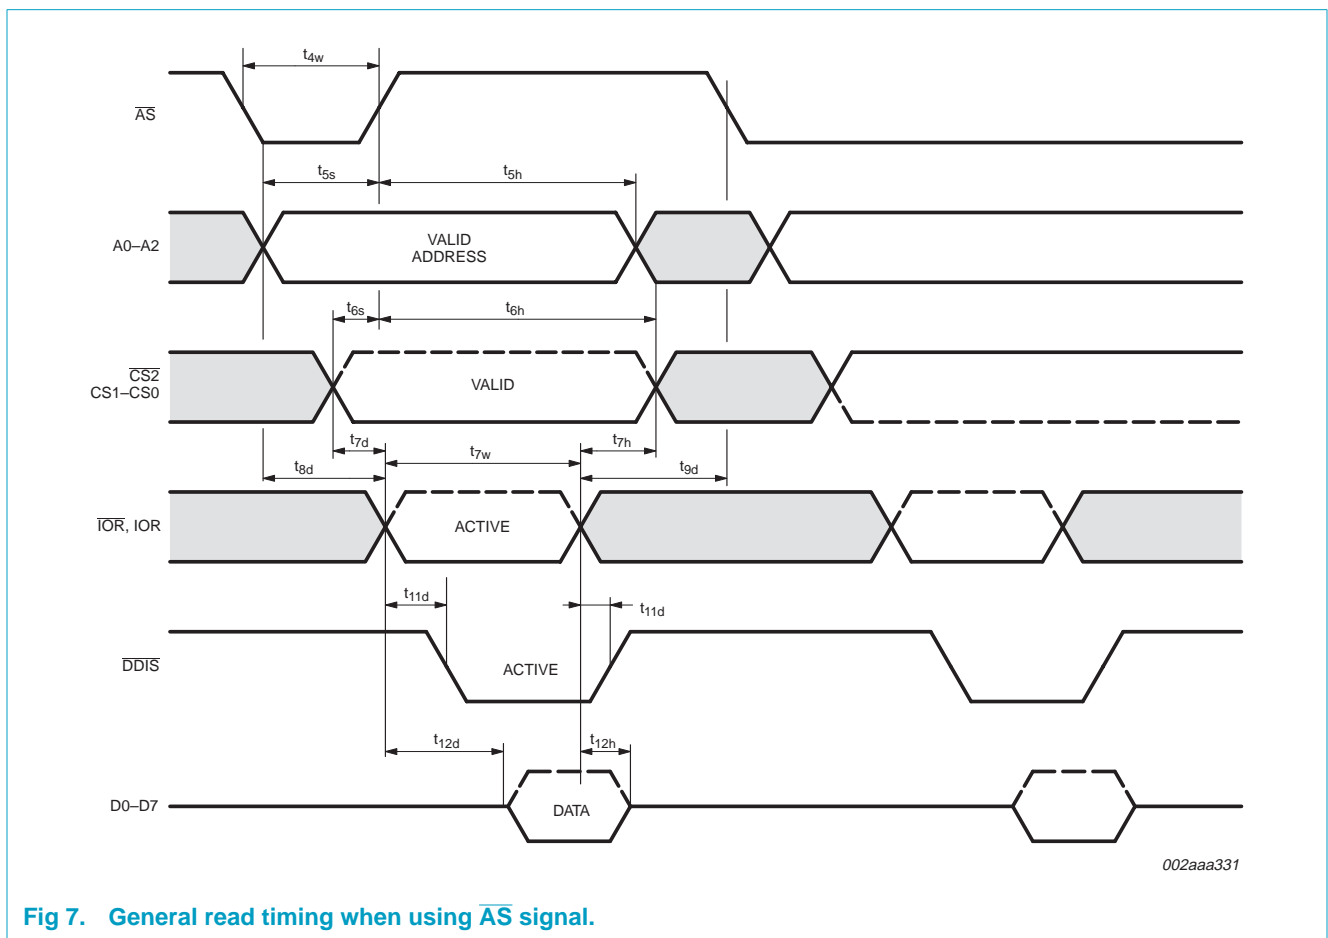 t4w
AS
t5s
t5h
A0–A2
VALID
ADDRESS
t6s
t6h
CS2
CS1–CS0
VALID
t7d
t7w
t7h
t8d
t9d
IOR, IOR
ACTIVE
t11d
t11d
DDIS
ACTIVE
t12d
t12h
D0–D7
DATA
002aaa331
Fig 7. General read timing when using AS signal.